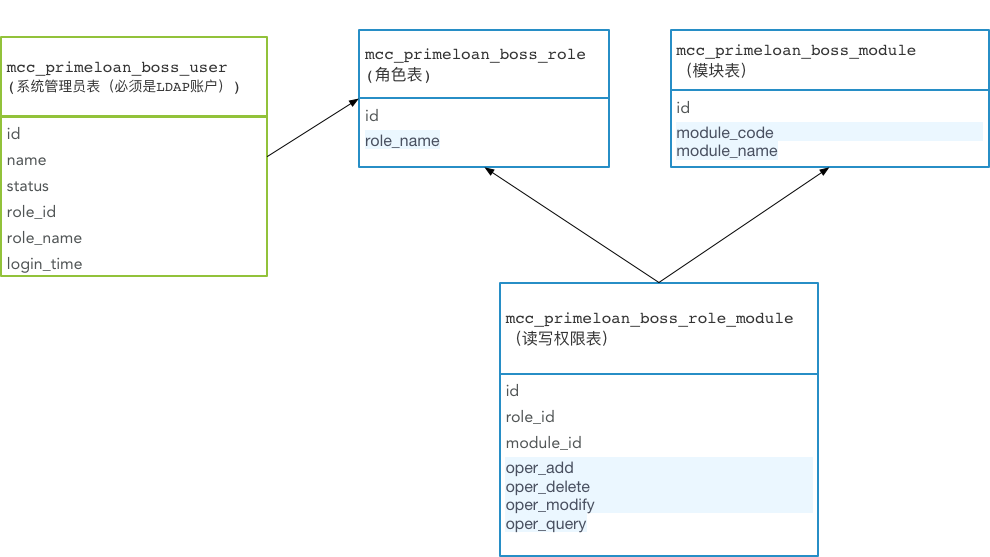 mcc_primeloan_boss_user
(系统管理员表（必须是LDAP账户）)
id
name
status
role_id
role_name
login_time
mcc_primeloan_boss_role
(角色表)
id
role_name
mcc_primeloan_boss_module
（模块表）
id
module_code
module_name
mcc_primeloan_boss_role_module
（读写权限表）
id
role_id
module_id
oper_add
oper_delete
oper_modify
oper_query